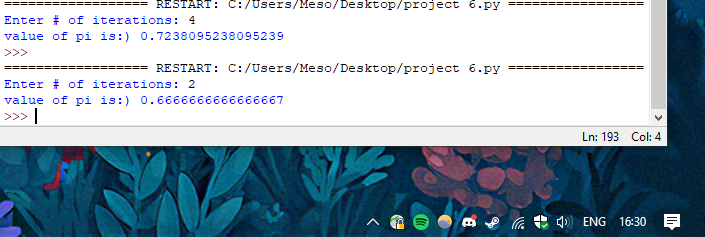 =================== RESTART: C:/Users/Meso/Desktop/project 6.py ==================
Enter # of iterations: 4
value of pi is:) 0.7238095238095239
>>>
=================== RESTART: C:/Users/Meso/Desktop/project 6.py ==================
Enter # of iterations: 2
value of pi is:) 0.6666666666666667
>>>
Ln: 193 Col: 4
ENG 16:30